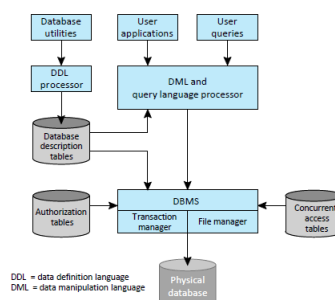 Database
utilities
User
applications
User
queries
DDL
processor
DML and
query language processor
Database
description
tables
DBMS
Transaction
manager
File manager
Authorization
tables
Concurrent
access
tables
Physical
database
DDL = data definition language
DML = data manipulation language